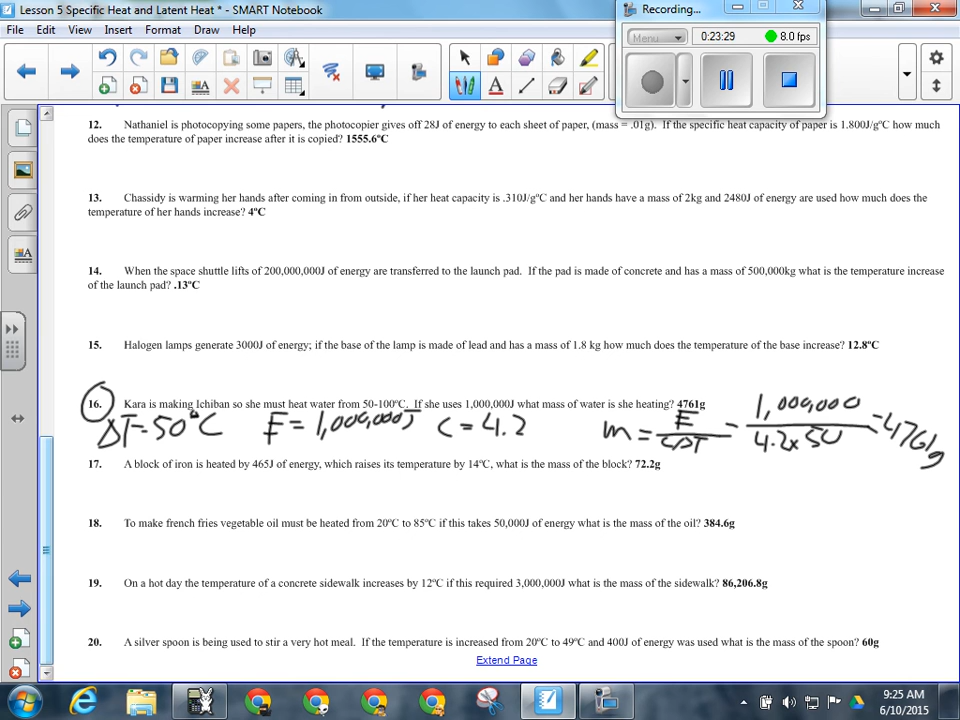 Lesson 5 Specific Heat and Latent Heat * - SMART Notebook
Recording...
File Edit View Insert Format Draw Help
Menu 0:23:29 8.0 fps
12. Nathaniel is photocopying some papers, the photocopier gives off 28J of energy to each sheet of paper, (mass = .01g). If the specific heat capacity of paper is 1.800J/gºC how much
does the temperature of paper increase after it is copied? 1555.6ºC
13. Chassidy is warming her hands after coming in from outside, if her heat capacity is .310J/gºC and her hands have a mass of 2kg and 2480J of energy are used how much does the
temperature of her hands increase? 4ºC
14. When the space shuttle lifts of 200,000,000J of energy are transferred to the launch pad. If the pad is made of concrete and has a mass of 500,000kg what is the temperature increase
of the launch pad? .13ºC
15. Halogen lamps generate 3000J of energy; if the base of the lamp is made of lead and has a mass of 1.8 kg how much does the temperature of the base increase? 12.8ºC
16. Kara is making Ichiban so she must heat water from 50-100ºC. If she uses 1,000,000J what mass of water is she heating? 4761g
ΔT=50°C E=1,000,000J C=4.2 m = E/CΔT = 1,000,000/4.2x50 = 4761g
17. A block of iron is heated by 465J of energy, which raises its temperature by 14ºC, what is the mass of the block? 72.2g
18. To make french fries vegetable oil must be heated from 20ºC to 85ºC if this takes 50,000J of energy what is the mass of the oil? 384.6g
19. On a hot day the temperature of a concrete sidewalk increases by 12ºC if this required 3,000,000J what is the mass of the sidewalk? 86,206.8g
20. A silver spoon is being used to stir a very hot meal. If the temperature is increased from 20ºC to 49ºC and 400J of energy was used what is the mass of the spoon? 60g
Extend Page
9:25 AM
6/10/2015